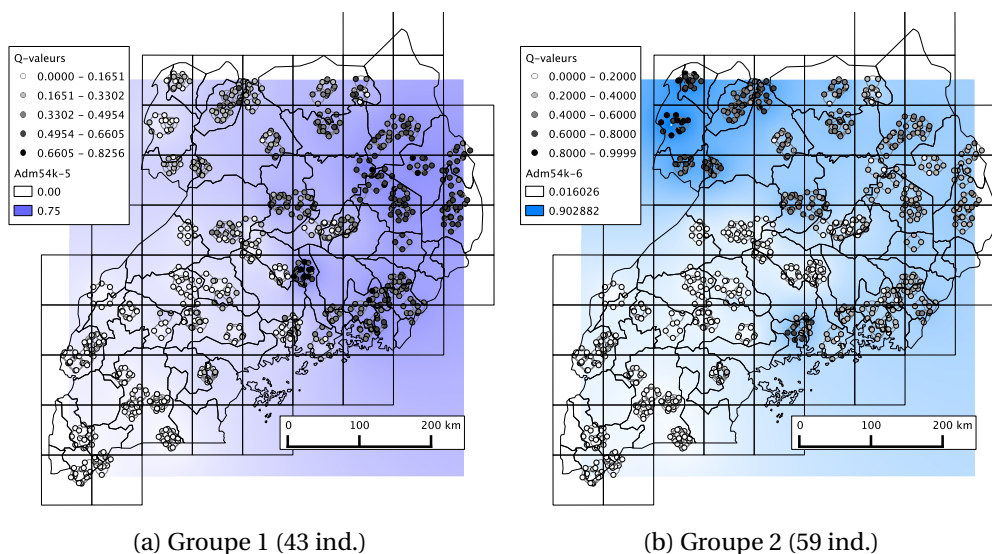 Q-valeurs
0.0000 – 0.1651
0.1651 – 0.3302
0.3302 – 0.4954
0.4954 – 0.6605
0.6605 – 0.8256
Adm54k-5
0.00
0.75
0 100 200 km
(a) Groupe 1 (43 ind.)
Q-valeurs
0.0000 – 0.2000
0.2000 – 0.4000
0.4000 – 0.6000
0.6000 – 0.8000
0.8000 – 0.9999
Adm54k-6
0.016026
0.902882
0 100 200 km
(b) Groupe 2 (59 ind.)